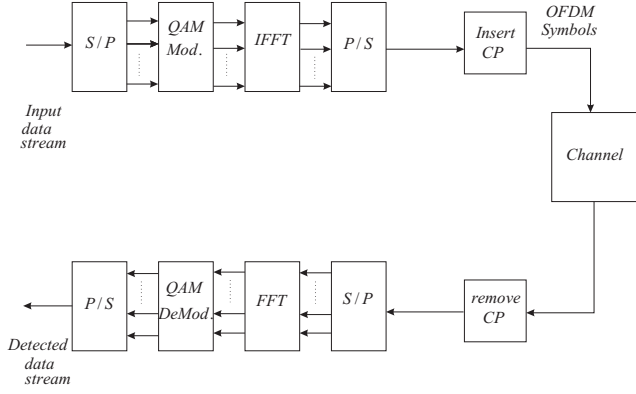 S/P
QAM
Mod.
IFFT
P/S
Insert
CP
OFDM
Symbols
Input
data
stream
Channel
P/S
QAM
DeMod.
FFT
S/P
remove
CP
Detected
data
stream